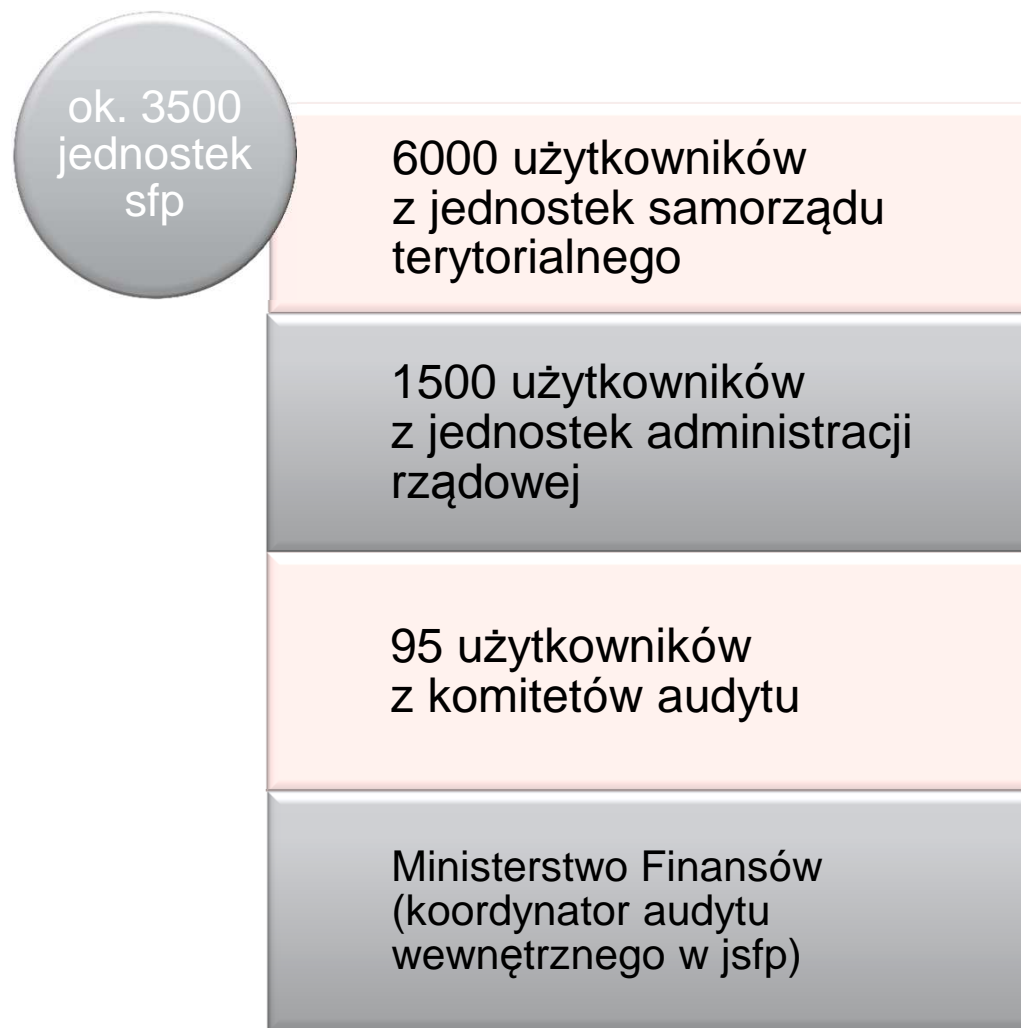 ok. 3500
jednostek
sfp
6000 użytkowników
z jednostek samorządu
terytorialnego
1500 użytkowników
z jednostek administracji
rządowej
95 użytkowników
z komitetów audytu
Ministerstwo Finansów
(koordynator audytu
wewnętrznego w jsfp)